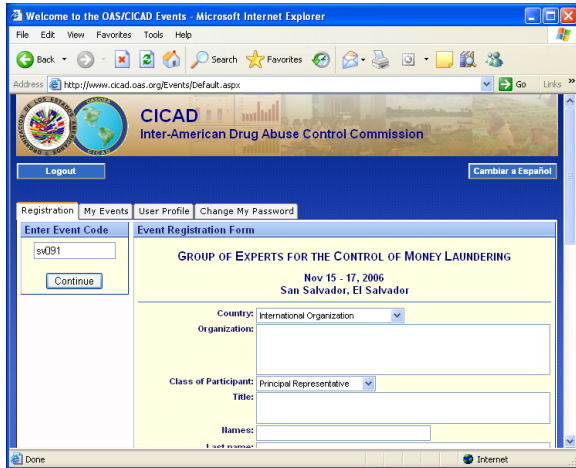 Welcome to the OAS/CICAD Events - Microsoft Internet Explorer
File Edit View Favorites Tools Help
Back Search Favorites
Address http://www.cicad.oas.org/Events/Default.aspx Go Links »
CICAD
Inter-American Drug Abuse Control Commission
Logout Cambiar a Español
Registration My Events User Profile Change My Password
Enter Event Code Event Registration Form
sv091
Continue
GROUP OF EXPERTS FOR THE CONTROL OF MONEY LAUNDERING
Nov 15 - 17, 2006
San Salvador, El Salvador
Country: International Organization
Organization:
Class of Participant: Principal Representative
Title:
Names:
Last name:
Done Internet